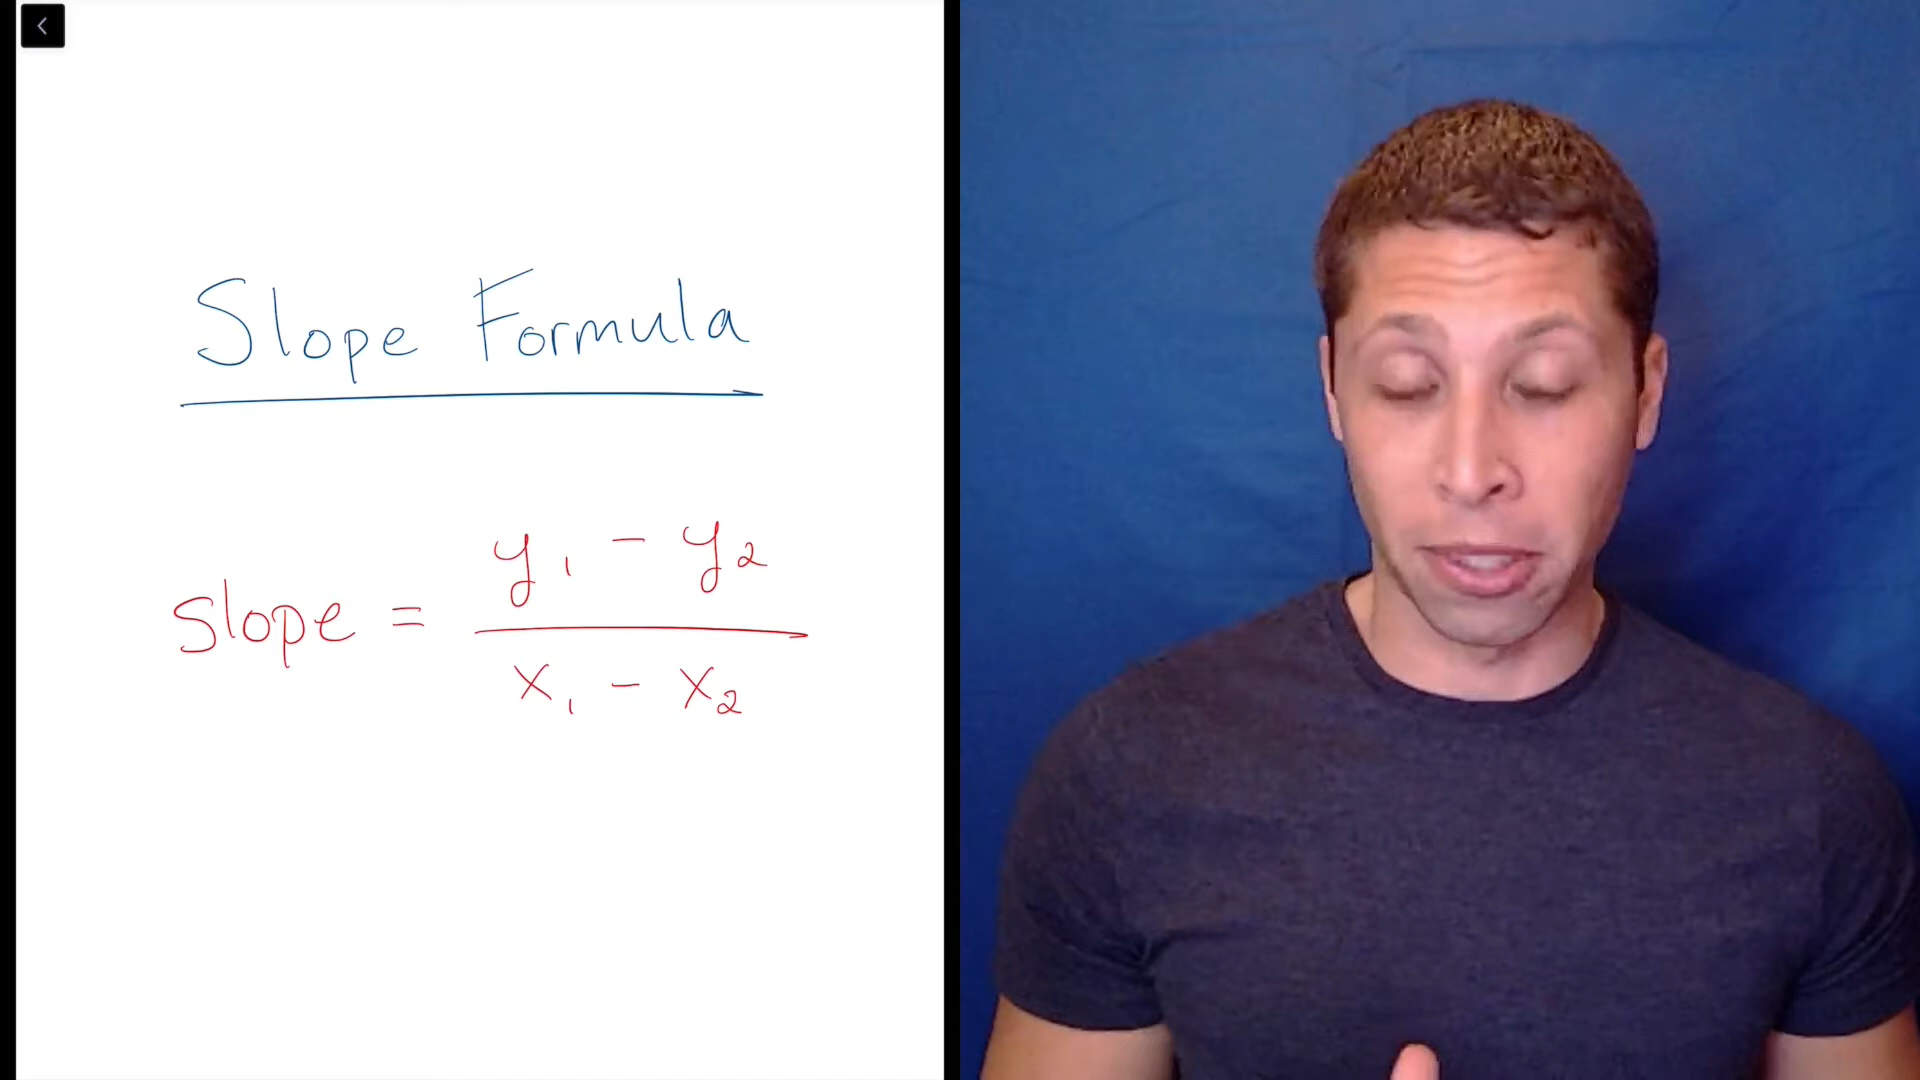 Slope Formula
slope = y₁ - y₂
x₁ - x₂